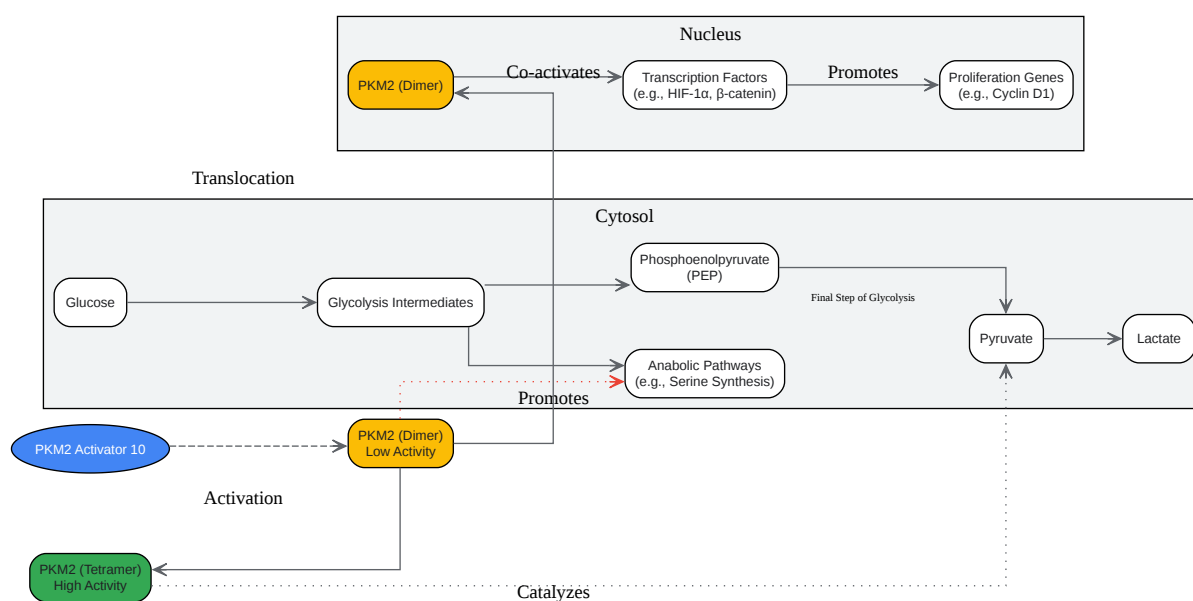 Nucleus
PKM2 (Dimer)
Co-activates
Transcription Factors
(e.g., HIF-1α, β-catenin)
Promotes
Proliferation Genes
(e.g., Cyclin D1)
Translocation
Cytosol
Glucose
Glycolysis Intermediates
Phosphoenolpyruvate
(PEP)
Final Step of Glycolysis
Pyruvate
Lactate
Anabolic Pathways
(e.g., Serine Synthesis)
Promotes
PKM2 Activator 10
PKM2 (Dimer)
Low Activity
Activation
PKM2 (Tetramer)
High Activity
Catalyzes